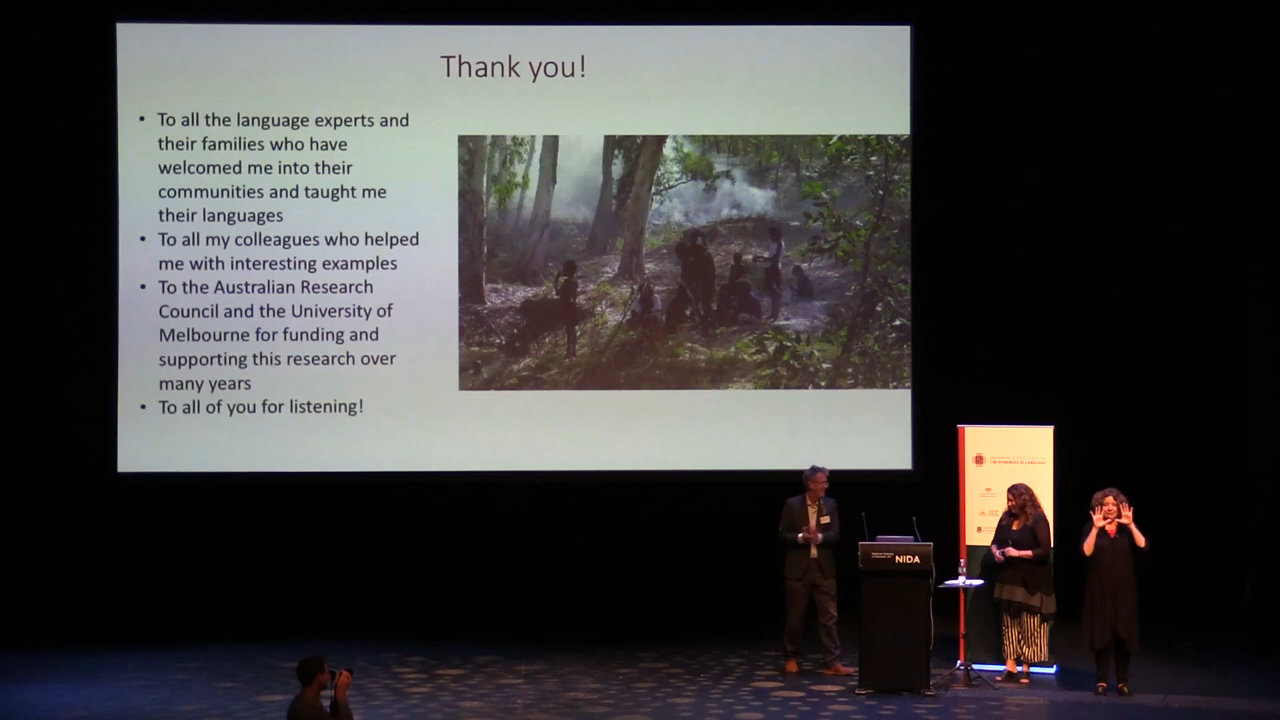 Thank you!
• To all the language experts and
their families who have
welcomed me into their
communities and taught me
their languages
• To all my colleagues who helped
me with interesting examples
• To the Australian Research
Council and the University of
Melbourne for funding and
supporting this research over
many years
• To all of you for listening!
THE DYNAMICS OF LANGUAGE
NIDA